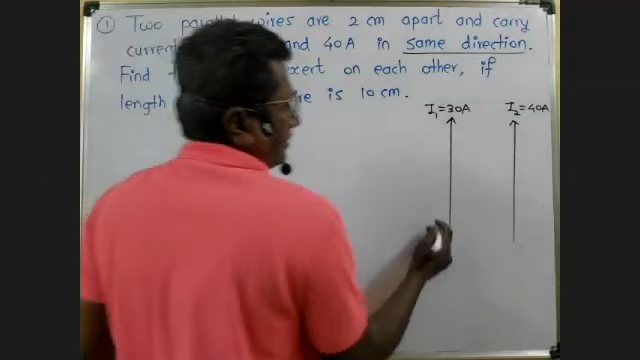 ① Two parallel wires are 2 cm apart and carry
and 40A in same direction.
Find exert on each other, if
length is 10 cm.
I₁=30A I₂=40A